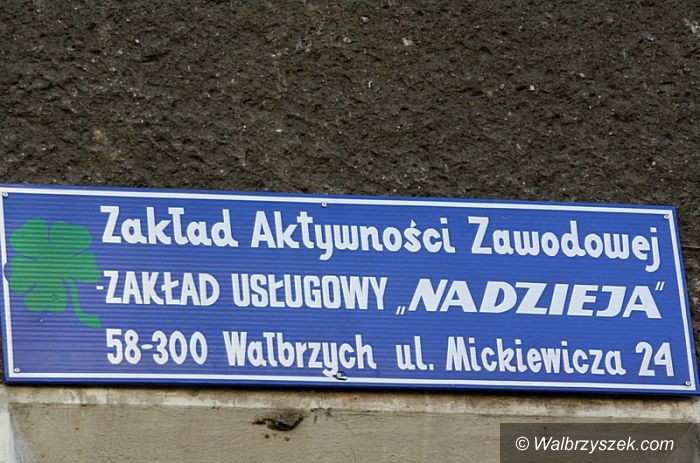 Zakład Aktywności Zawodowej
-ZAKŁAD USŁUGOWY „NADZIEJA”
58-300 Wałbrzych ul. Mickiewicza 24
© Walbrzyszek.com